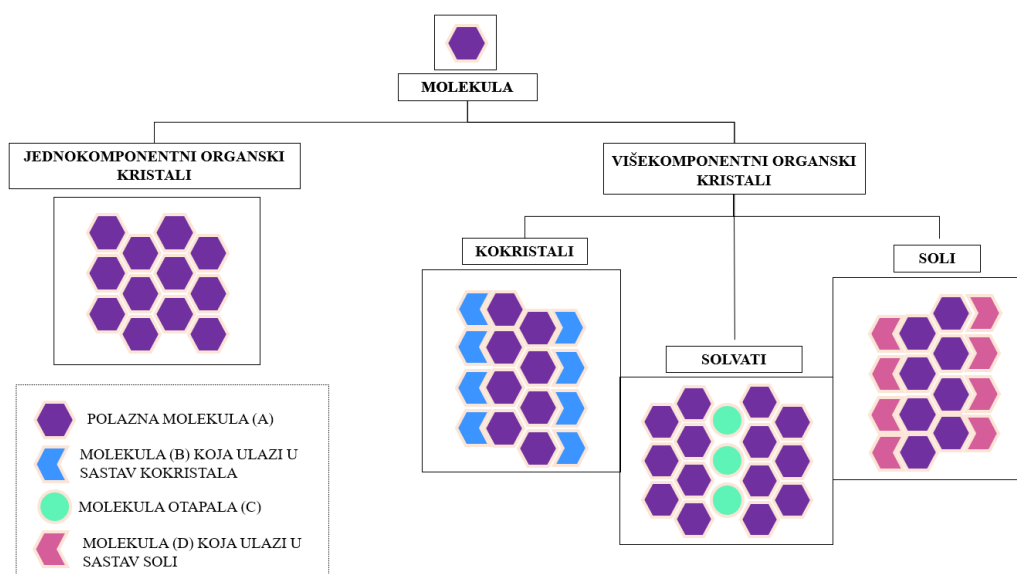 MOLEKULA
JEDNOKOMPONENTNI ORGANSKI
KRISTALI
VIŠEKOMPONENTNI ORGANSKI
KRISTALI
KOKRISTALI
SOLI
SOLVATI
POLAZNA MOLEKULA (A)
MOLEKULA (B) KOJA ULAZI U
SASTAV KOKRISTALA
MOLEKULA OTAPALA (C)
MOLEKULA (D) KOJA ULAZI U
SASTAV SOLI